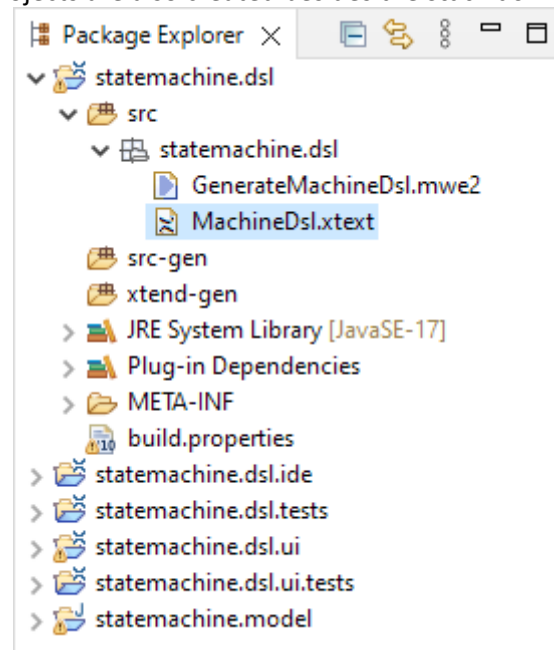 Package Explorer
statemachine.dsl
src
statemachine.dsl
GenerateMachineDsl.mwe2
MachineDsl.xtext
src-gen
xtend-gen
JRE System Library [JavaSE-17]
Plug-in Dependencies
META-INF
build.properties
statemachine.dsl.ide
statemachine.dsl.tests
statemachine.dsl.ui
statemachine.dsl.ui.tests
statemachine.model